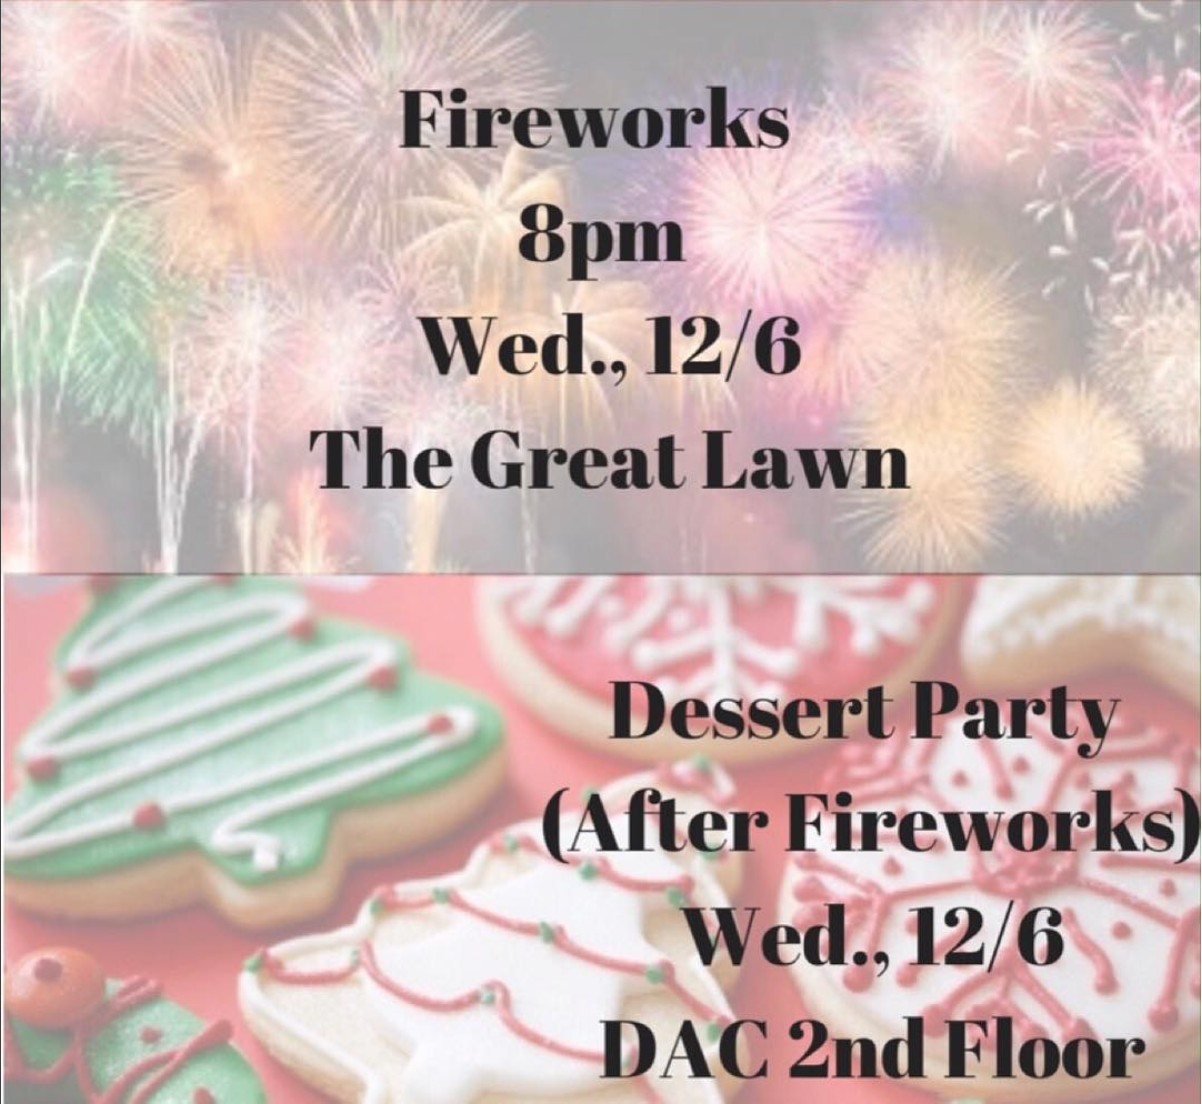 Fireworks
8pm
Wed., 12/6
The Great Lawn
Dessert Party
(After Fireworks)
Wed., 12/6
DAC 2nd Floor